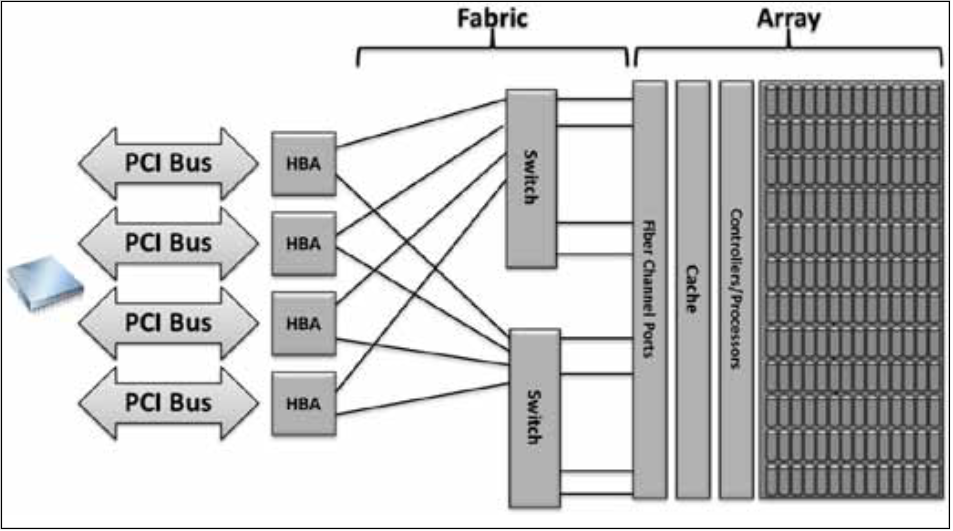 Fabric
Array
PCI Bus
HBA
PCI Bus
HBA
PCI Bus
HBA
PCI Bus
HBA
Switch
Switch
Fiber Channel Ports
Cache
Controllers/Processors